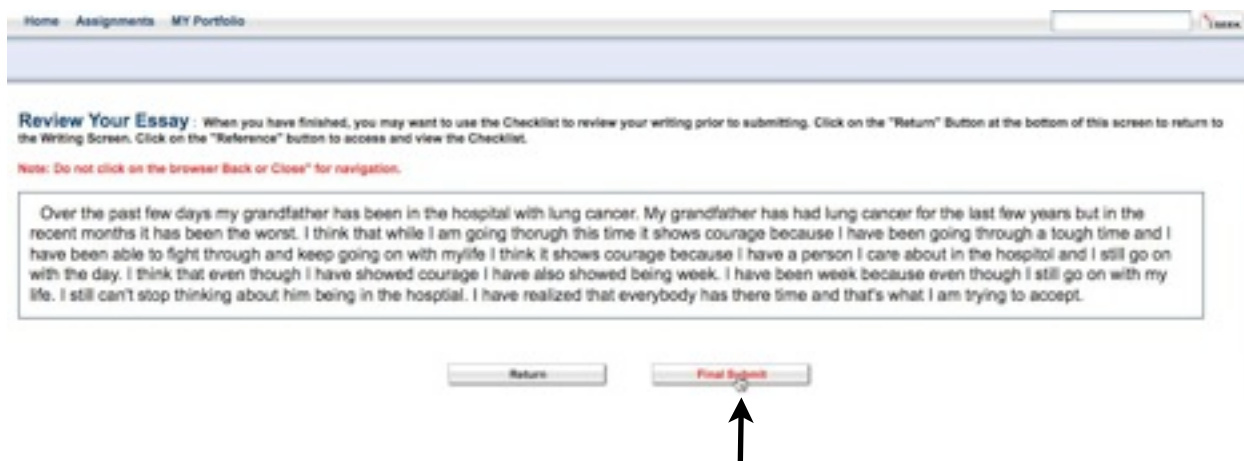 Home Assignments MY Portfolio
Review Your Essay : When you have finished, you may want to use the Checklist to review your writing prior to submitting. Click on the "Return" Button at the bottom of this screen to return to
the Writing Screen. Click on the "Reference" button to access and view the Checklist.
Note: Do not click on the browser Back or Close" for navigation.
Over the past few days my grandfather has been in the hospital with lung cancer. My grandfather has had lung cancer for the last few years but in the
recent months it has been the worst. I think that while I am going thorugh this time it shows courage because I have been going through a tough time and I
have been able to fight through and keep going on with mylife I think it shows courage because I have a person I care about in the hospitol and I still go on
with the day. I think that even though I have showed courage I have also showed being week. I have been week because even though I still go on with my
life. I still can't stop thinking about him being in the hosptial. I have realized that everybody has there time and that's what I am trying to accept.
Return Final Submit